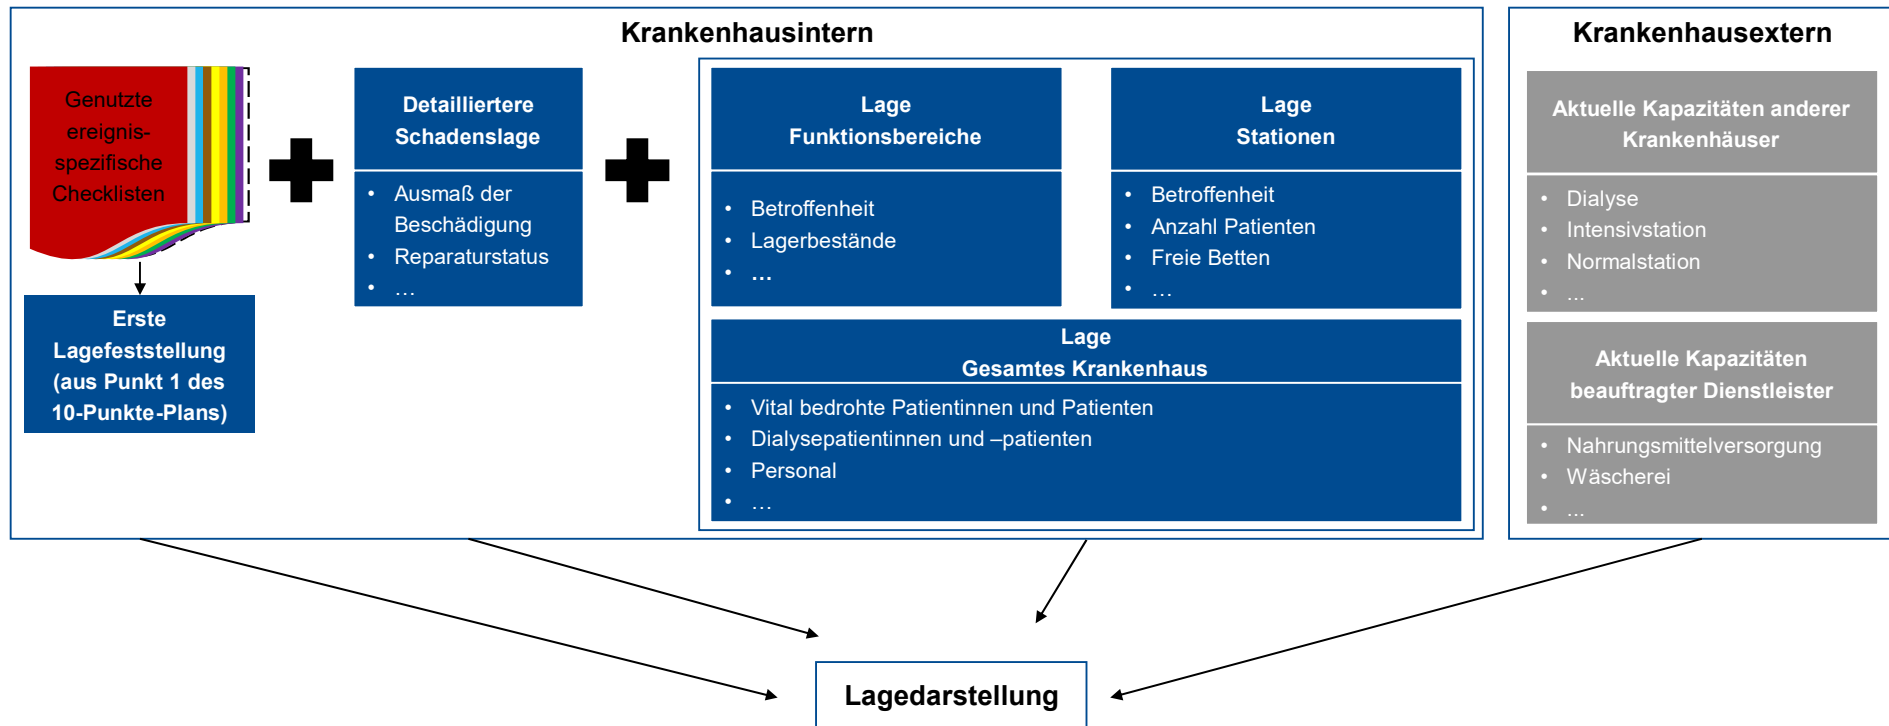 Krankenhausintern
Genutzte
ereignis-
spezifische
Checklisten
Erste
Lagefeststellung
(aus Punkt 1 des
10-Punkte-Plans)
Detailliertere
Schadenslage
• Ausmaß der
Beschädigung
• Reparaturstatus
• …
Lage
Funktionsbereiche
• Betroffenheit
• Lagerbestände
• …
Lage
Stationen
• Betroffenheit
• Anzahl Patienten
• Freie Betten
• …
Lage
Gesamtes Krankenhaus
• Vital bedrohte Patientinnen und Patienten
• Dialysepatientinnen und –patienten
• Personal
• …
Krankenhausextern
Aktuelle Kapazitäten anderer
Krankenhäuser
• Dialyse
• Intensivstation
• Normalstation
• ...
Aktuelle Kapazitäten
beauftragter Dienstleister
• Nahrungsmittelversorgung
• Wäscherei
• ...
Lagedarstellung